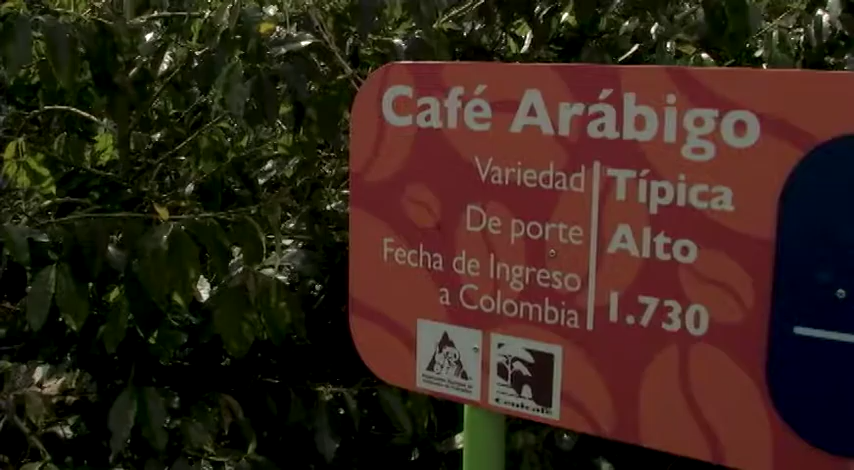 Café Arábigo
Variedad Típica
De porte Alto
Fecha de Ingreso
a Colombia 1.730
Cenicafé